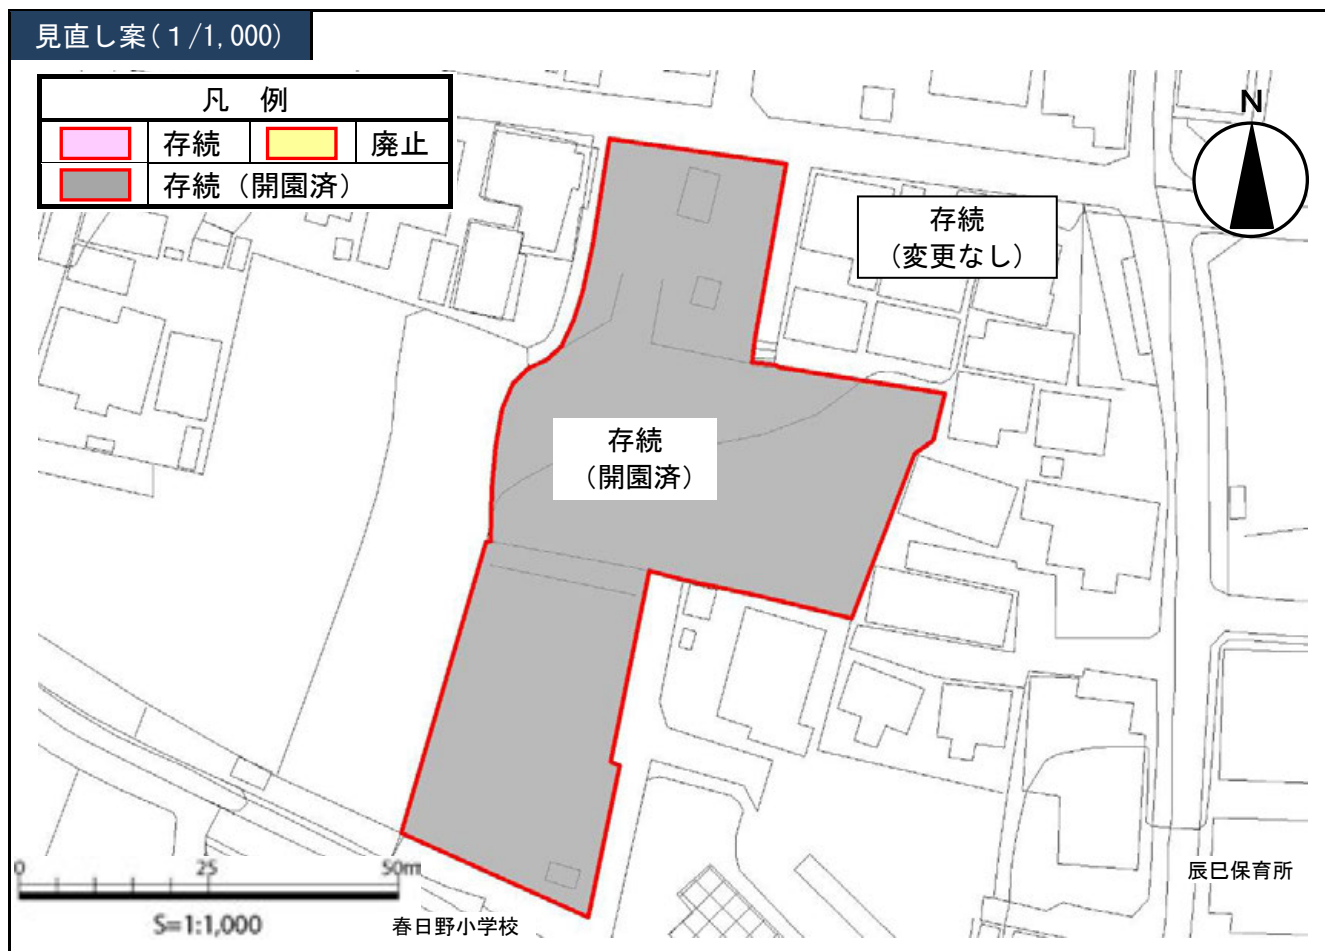 見直し案(1/1,000)
凡 例
存続 廃止
存続（開園済）
N
存続
（変更なし）
存続
（開園済）
0 25 50m
S=1:1,000
春日野小学校
辰巳保育所